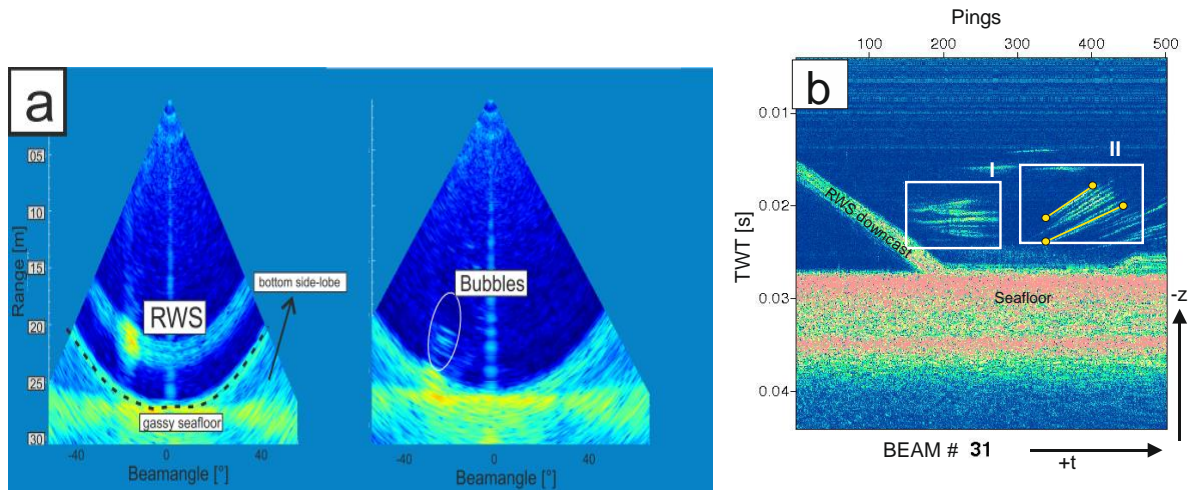 a
Range [m]
05
10
15
20
25
30
RWS
bottom side-lobe
gassy seafloor
-40
0
40
Beamangle [°]
Bubbles
-40
0
40
Beamangle [°]
Pings
100
200
300
400
500
b
TWT [s]
0.01
0.02
0.03
0.04
I
II
RWS downcast
Seafloor
-z
BEAM # 31
+t